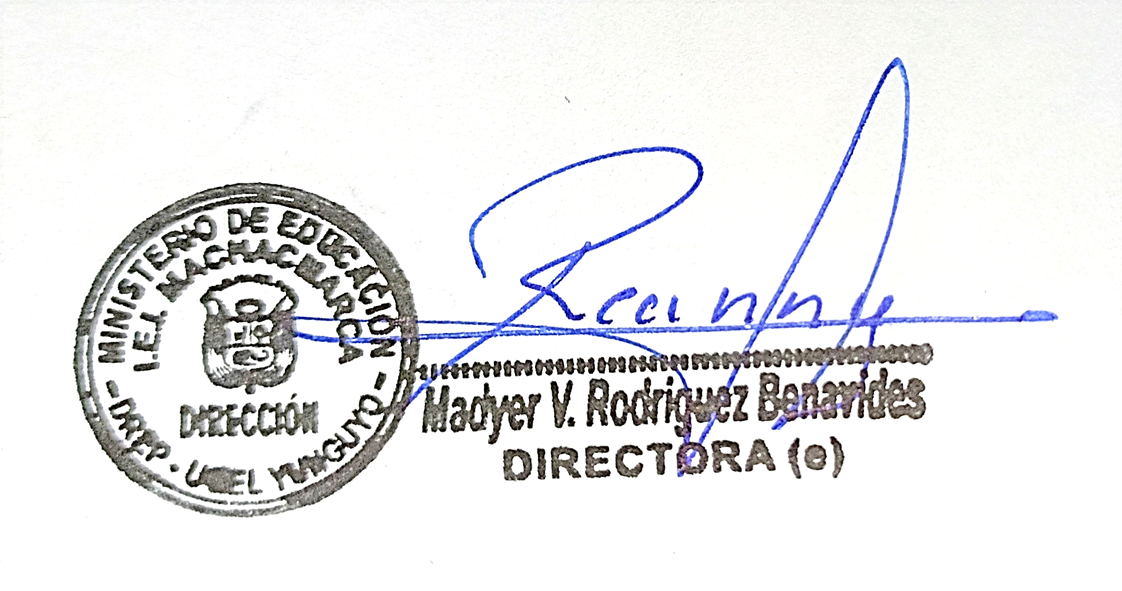 MINISTERIO DE EDUCACIÓN
I.E.I. MACHACMARCA
DIRECCIÓN
- DREP - UGEL YUNGUYO -
Madyer V. Rodriguez Benavides
DIRECTORA (e)